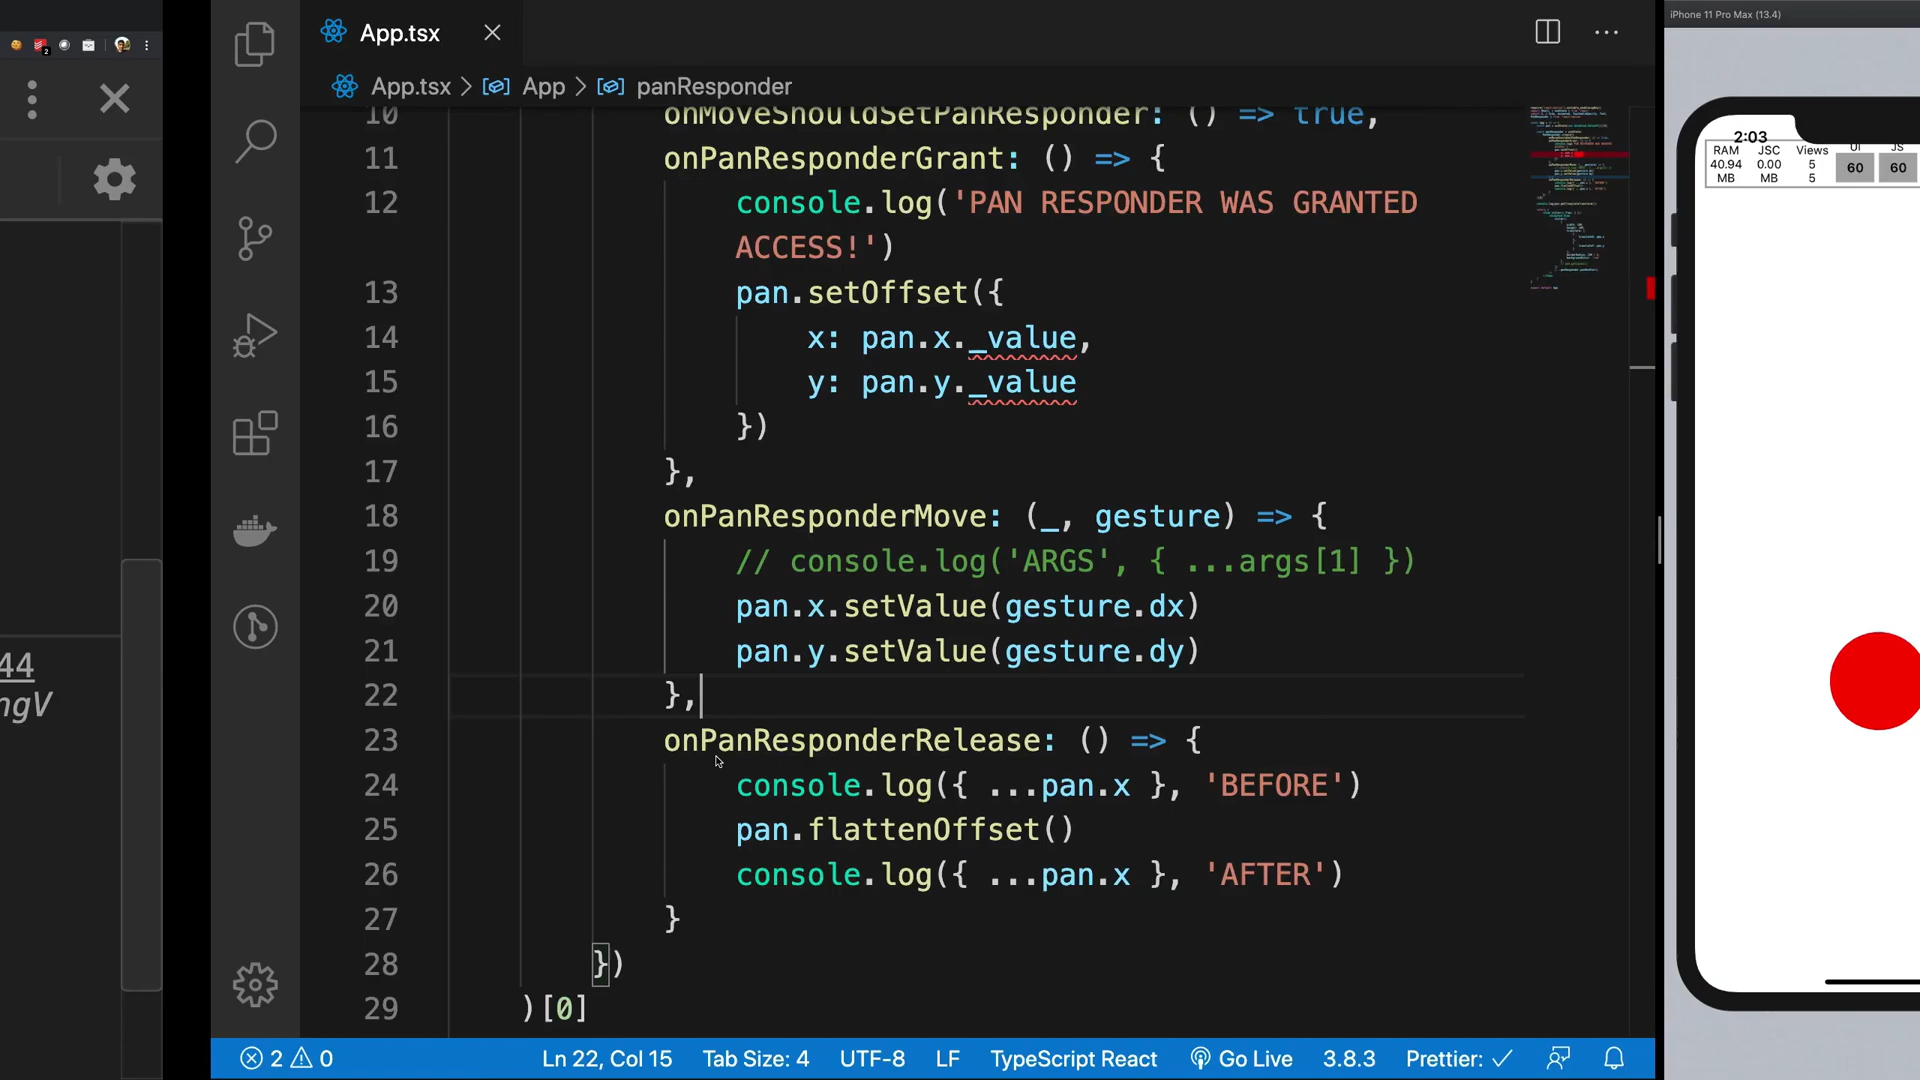 2
44
ngV
App.tsx
App.tsx > App > panResponder
10 onMoveShouldSetPanResponder: () => true,
11 onPanResponderGrant: () => {
12 console.log('PAN RESPONDER WAS GRANTED
ACCESS!')
13 pan.setOffset({
14 x: pan.x._value,
15 y: pan.y._value
16 })
17 },
18 onPanResponderMove: (_, gesture) => {
19 // console.log('ARGS', { ...args[1] })
20 pan.x.setValue(gesture.dx)
21 pan.y.setValue(gesture.dy)
22 },
23 onPanResponderRelease: () => {
24 console.log({ ...pan.x }, 'BEFORE')
25 pan.flattenOffset()
26 console.log({ ...pan.x }, 'AFTER')
27 }
28 })
29 )[0]
2 0 Ln 22, Col 15 Tab Size: 4 UTF-8 LF TypeScript React Go Live 3.8.3 Prettier: ✓
iPhone 11 Pro Max (13.4)
2:03
RAM JSC Views UI JS
40.94 0.00 5 60 60
MB MB 5